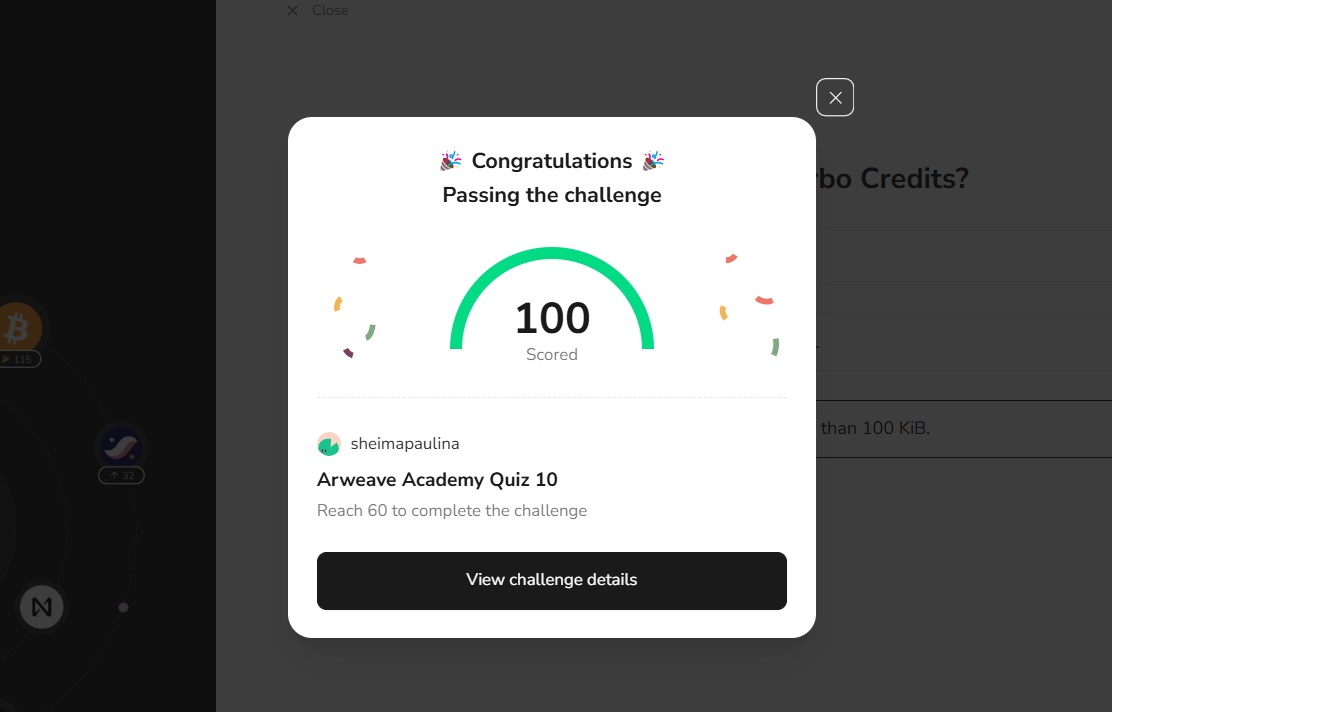 Close
Congratulations
Passing the challenge
rbo Credits?
100
Scored
115
than 100 KiB.
sheimapaulina
32
Arweave Academy Quiz 10
Reach 60 to complete the challenge
View challenge details